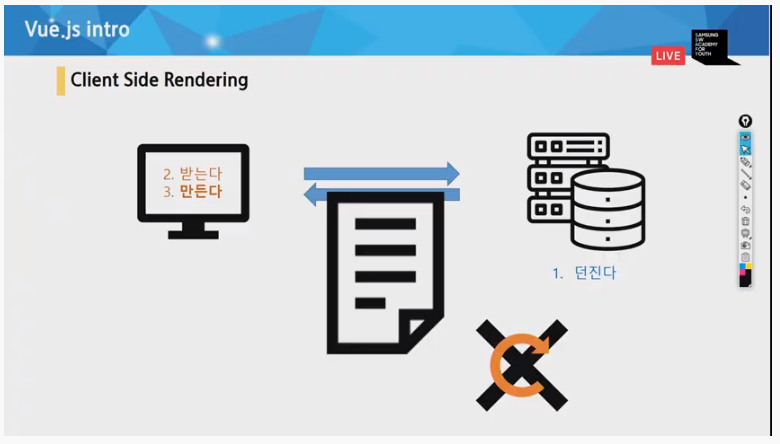 Vue.js intro
LIVE
SAMSUNG
SW
ACADEMY
FOR
YOUTH
Client Side Rendering
2. 받는다
3. 만든다
1. 던진다